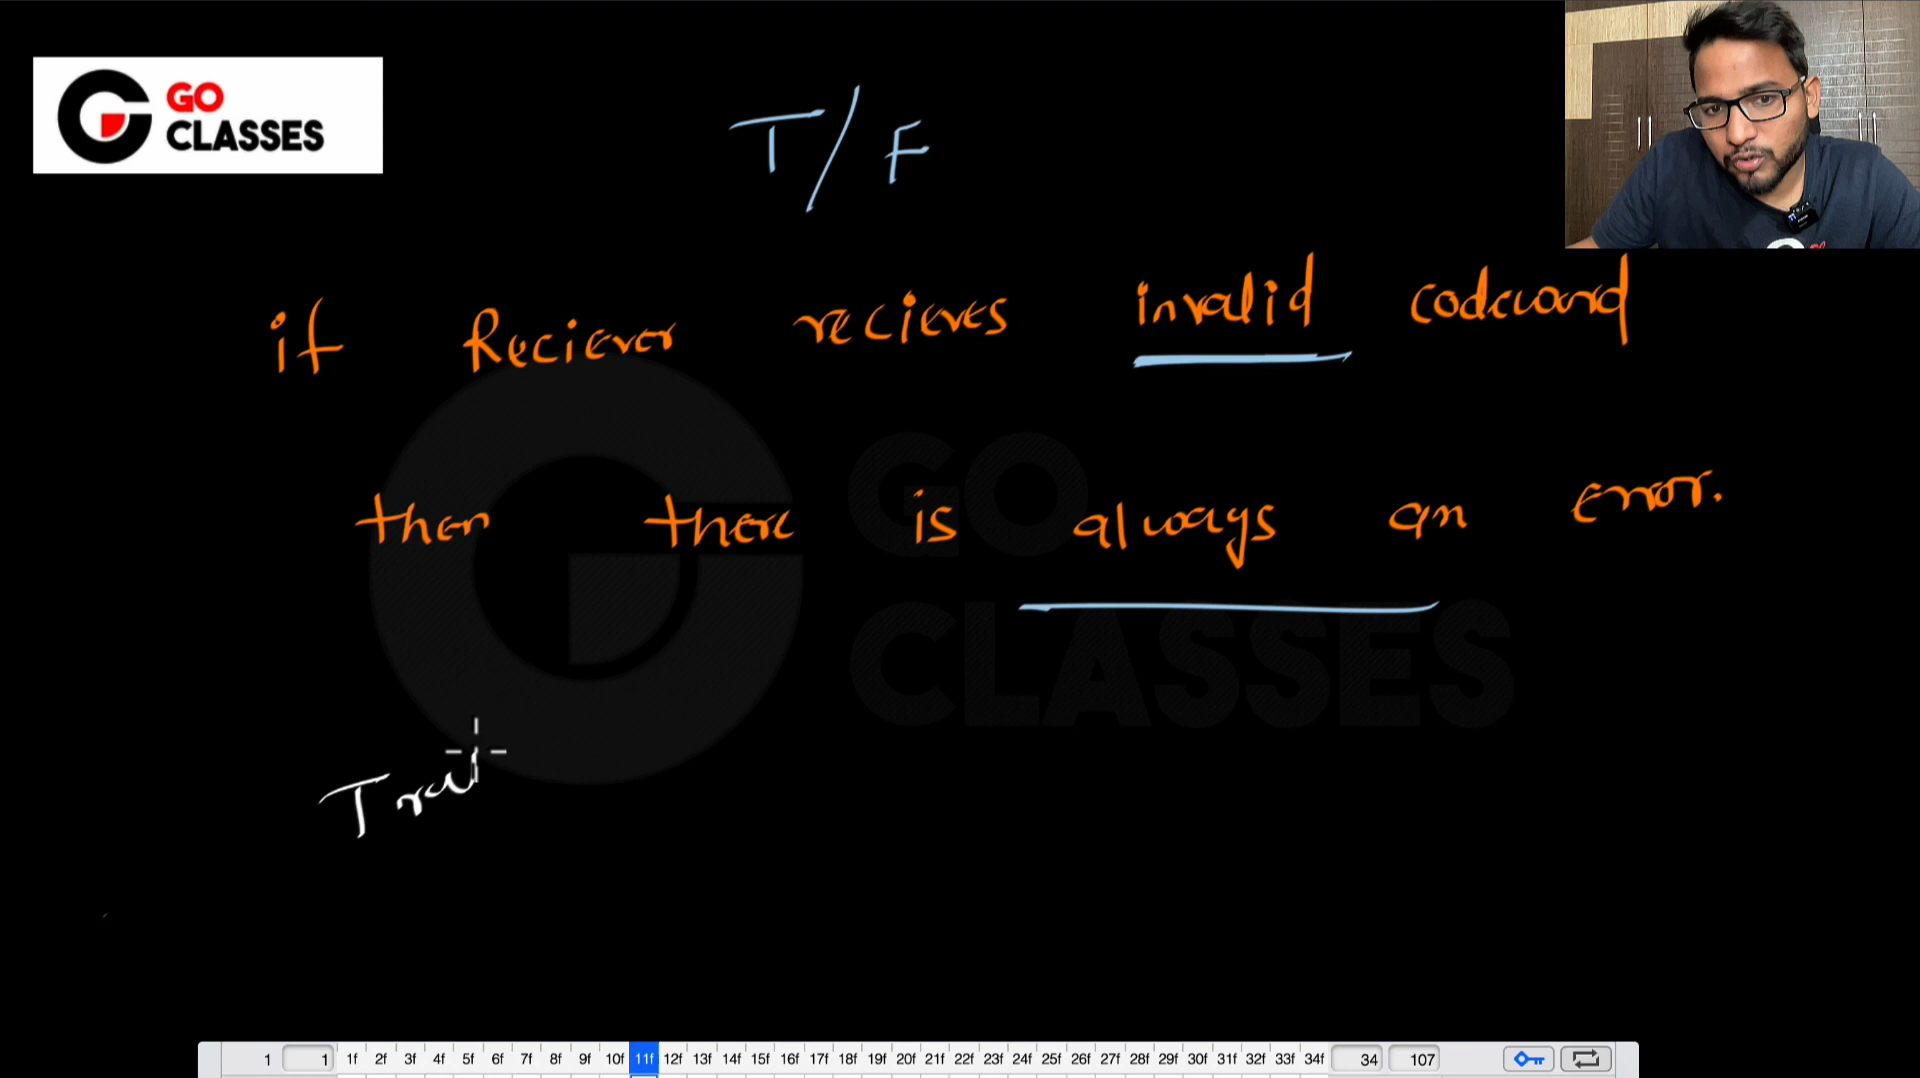 GO
CLASSES
T/F
if Reciever recieves invalid codeword
GO
then there is always an error.
CLASSES
1 1 1f 2f 3f 4f 5f 6f 7f 8f 9f 10f 11f 12f 13f 14f 15f 16f 17f 18f 19f 20f 21f 22f 23f 24f 25f 26f 27f 28f 29f 30f 31f 32f 33f 34f 34 107